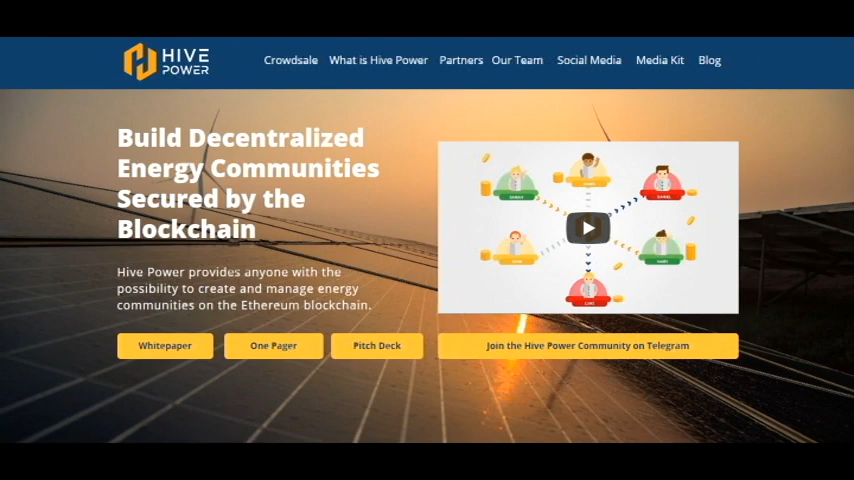 HIVE
POWER
Crowdsale What is Hive Power Partners Our Team Social Media Media Kit Blog
Build Decentralized
Energy Communities
Secured by the
Blockchain
Hive Power provides anyone with the
possibility to create and manage energy
communities on the Ethereum blockchain.
Whitepaper One Pager Pitch Deck Join the Hive Power Community on Telegram